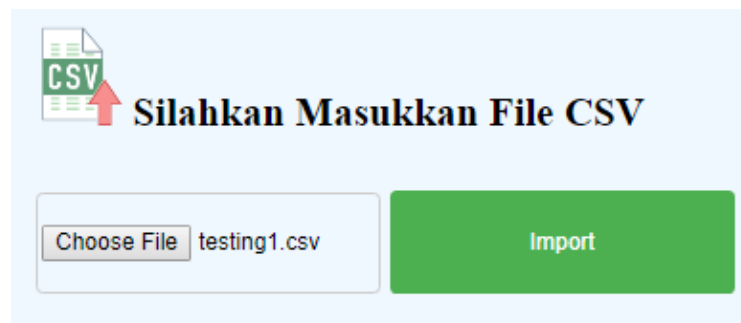 CSV
Silahkan Masukkan File CSV
Choose File testing1.csv
Import